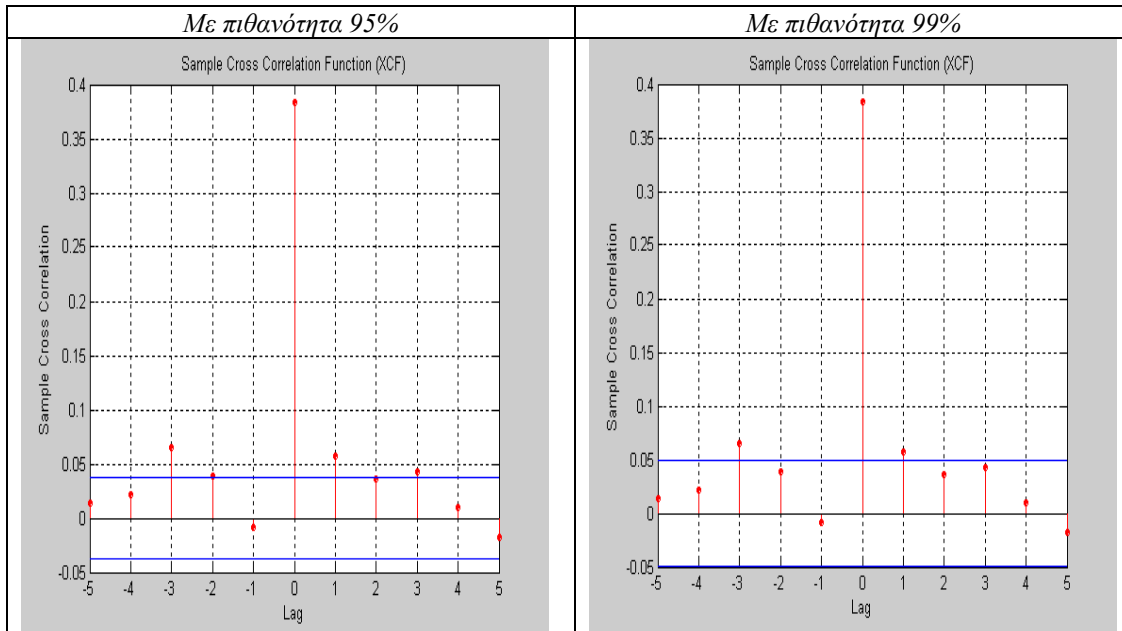 Με πιθανότητα 95%
Sample Cross Correlation Function (XCF)
Sample Cross Correlation
0.4
0.35
0.3
0.25
0.2
0.15
0.1
0.05
0
-0.05
-5 -4 -3 -2 -1 0 1 2 3 4 5
Lag
Με πιθανότητα 99%
Sample Cross Correlation Function (XCF)
Sample Cross Correlation
0.4
0.35
0.3
0.25
0.2
0.15
0.1
0.05
0
-0.05
-5 -4 -3 -2 -1 0 1 2 3 4 5
Lag